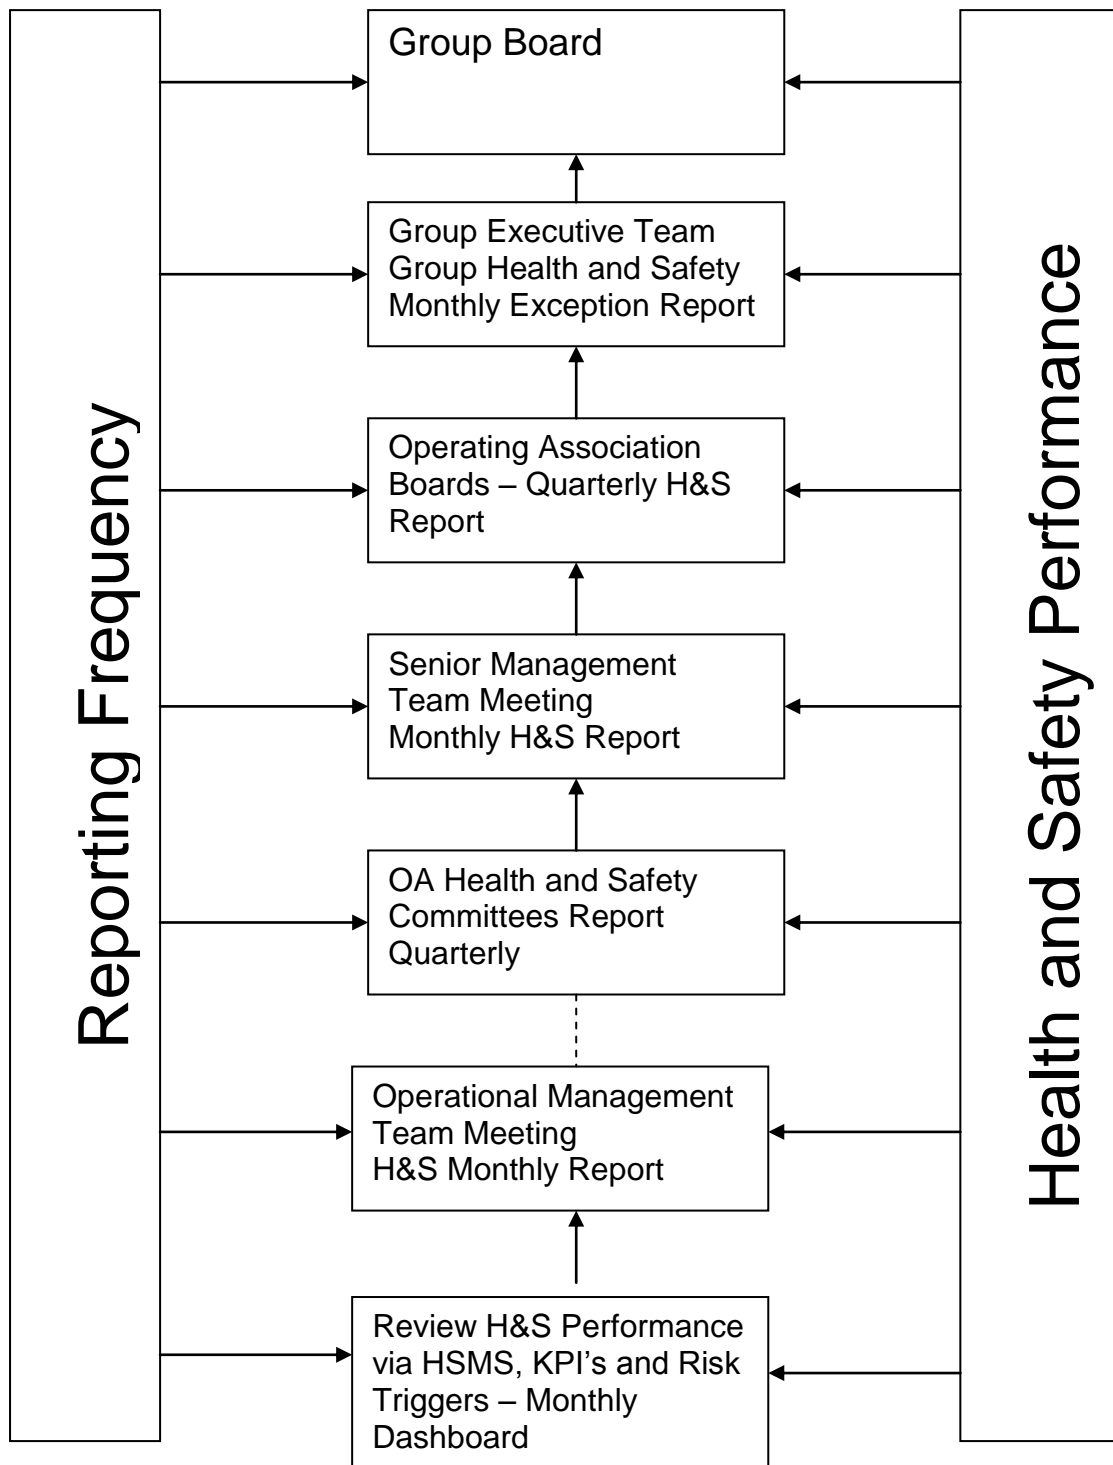 Reporting Frequency
Group Board
Group Executive Team
Group Health and Safety
Monthly Exception Report
Operating Association
Boards – Quarterly H&S
Report
Senior Management
Team Meeting
Monthly H&S Report
OA Health and Safety
Committees Report
Quarterly
Operational Management
Team Meeting
H&S Monthly Report
Review H&S Performance
via HSMS, KPI's and Risk
Triggers – Monthly
Dashboard
Health and Safety Performance